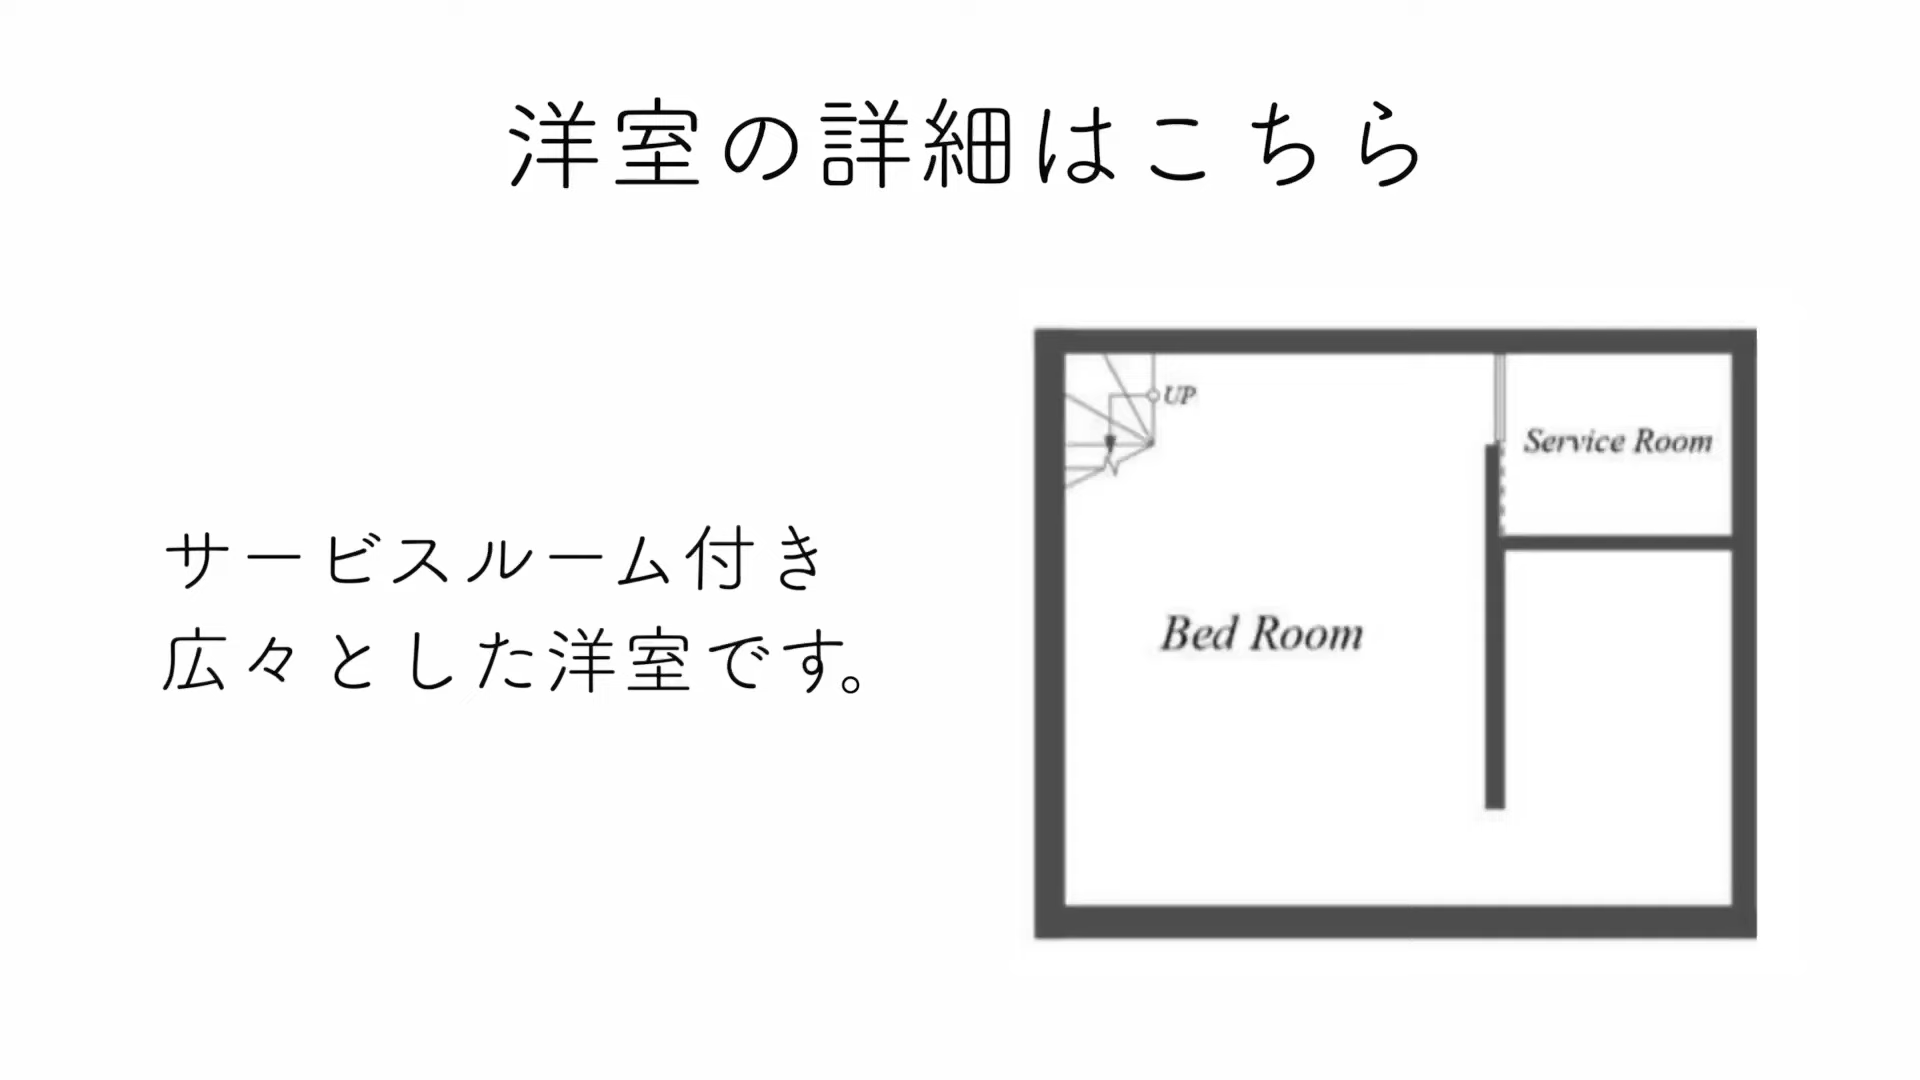 洋室の詳細はこちら
サービスルーム付き
広々とした洋室です。
UP
Service Room
Bed Room